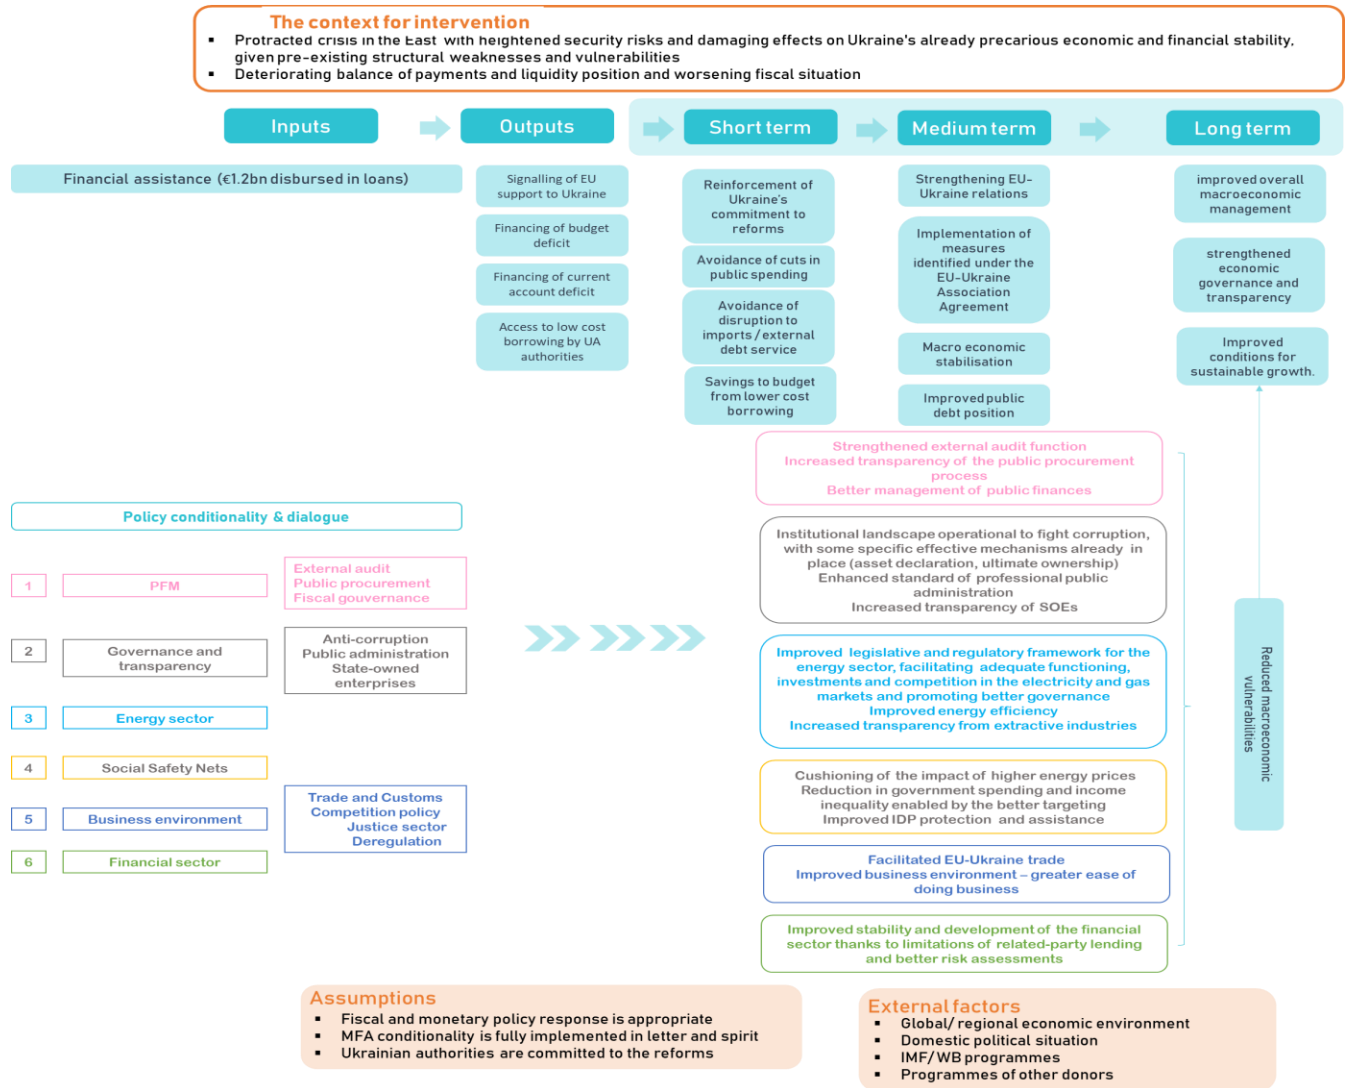 The context for intervention
▪ Protracted crisis in the East with heightened security risks and damaging effects on Ukraine's already precarious economic and financial stability,
given pre-existing structural weaknesses and vulnerabilities
▪ Deteriorating balance of payments and liquidity position and worsening fiscal situation
Inputs
Outputs
Short term
Medium term
Long term
Financial assistance (€1.2bn disbursed in loans)
Signalling of EU
support to Ukraine
Financing of budget
deficit
Financing of current
account deficit
Access to low cost
borrowing by UA
authorities
Reinforcement of
Ukraine's
commitment to
reforms
Avoidance of cuts in
public spending
Avoidance of
disruption to
imports / external
debt service
Savings to budget
from lower cost
borrowing
Strengthening EU-
Ukraine relations
Implementation of
measures
identified under the
EU-Ukraine
Association
Agreement
Macro economic
stabilisation
Improved public
debt position
improved overall
macroeconomic
management
strengthened
economic
governance and
transparency
Improved
conditions for
sustainable growth.
Policy conditionality & dialogue
1
PFM
External audit
Public procurement
Fiscal gouvernance
2
Governance and
transparency
Anti-corruption
Public administration
State-owned
enterprises
3
Energy sector
4
Social Safety Nets
5
Business environment
Trade and Customs
Competition policy
Justice sector
Deregulation
6
Financial sector
Strengthened external audit function
Increased transparency of the public procurement
process
Better management of public finances
Institutional landscape operational to fight corruption,
with some specific effective mechanisms already in
place (asset declaration, ultimate ownership)
Enhanced standard of professional public
administration
Increased transparency of SOEs
Improved legislative and regulatory framework for the
energy sector, facilitating adequate functioning,
investments and competition in the electricity and gas
markets and promoting better governance
Improved energy efficiency
Increased transparency from extractive industries
Cushioning of the impact of higher energy prices
Reduction in government spending and income
inequality enabled by the better targeting
Improved IDP protection and assistance
Facilitated EU-Ukraine trade
Improved business environment – greater ease of
doing business
Improved stability and development of the financial
sector thanks to limitations of related-party lending
and better risk assessments
Reduced macroeconomic
vulnerabilities
Assumptions
▪ Fiscal and monetary policy response is appropriate
▪ MFA conditionality is fully implemented in letter and spirit
▪ Ukrainian authorities are committed to the reforms
External factors
▪ Global/ regional economic environment
▪ Domestic political situation
▪ IMF/ WB programmes
▪ Programmes of other donors